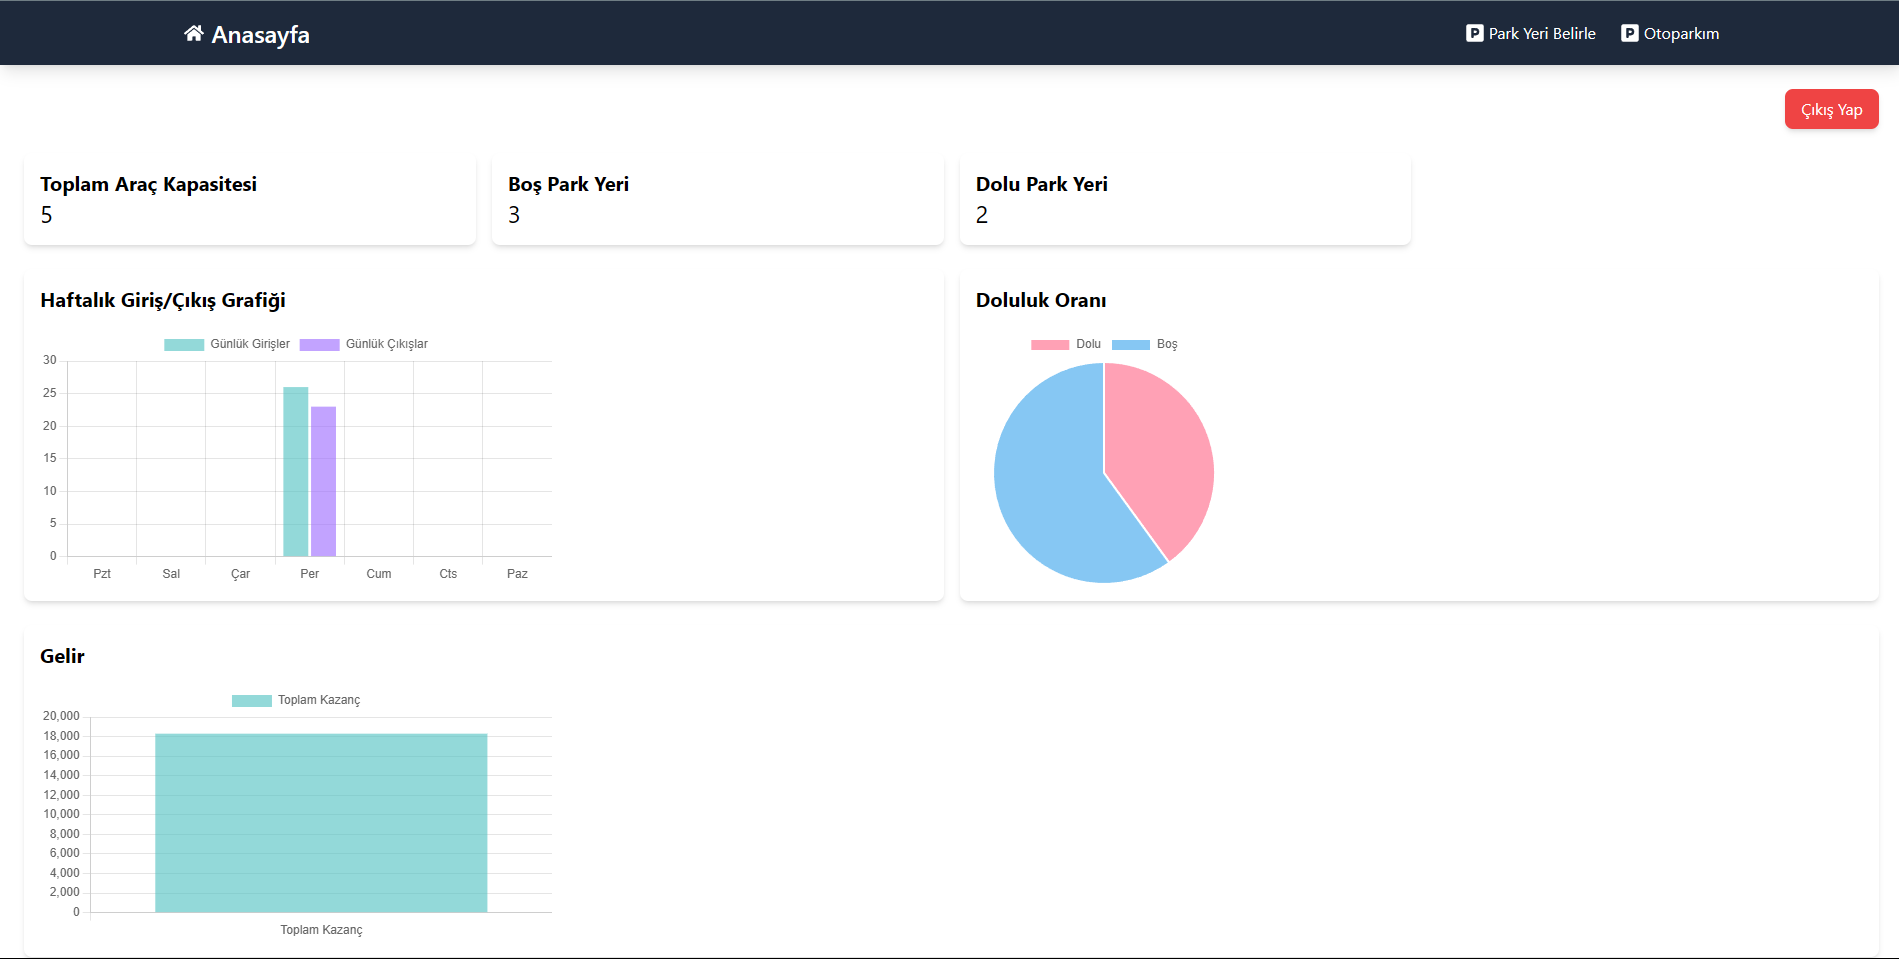 Anasayfa
Park Yeri Belirle
Otoparkım
Çıkış Yap
Toplam Araç Kapasitesi
5
Boş Park Yeri
3
Dolu Park Yeri
2
Haftalık Giriş/Çıkış Grafiği
Günlük Girişler Günlük Çıkışlar
30
25
20
15
10
5
0
Pzt Sal Çar Per Cum Cts Paz
Doluluk Oranı
Dolu Boş
Gelir
Toplam Kazanç
20,000
18,000
16,000
14,000
12,000
10,000
8,000
6,000
4,000
2,000
0
Toplam Kazanç